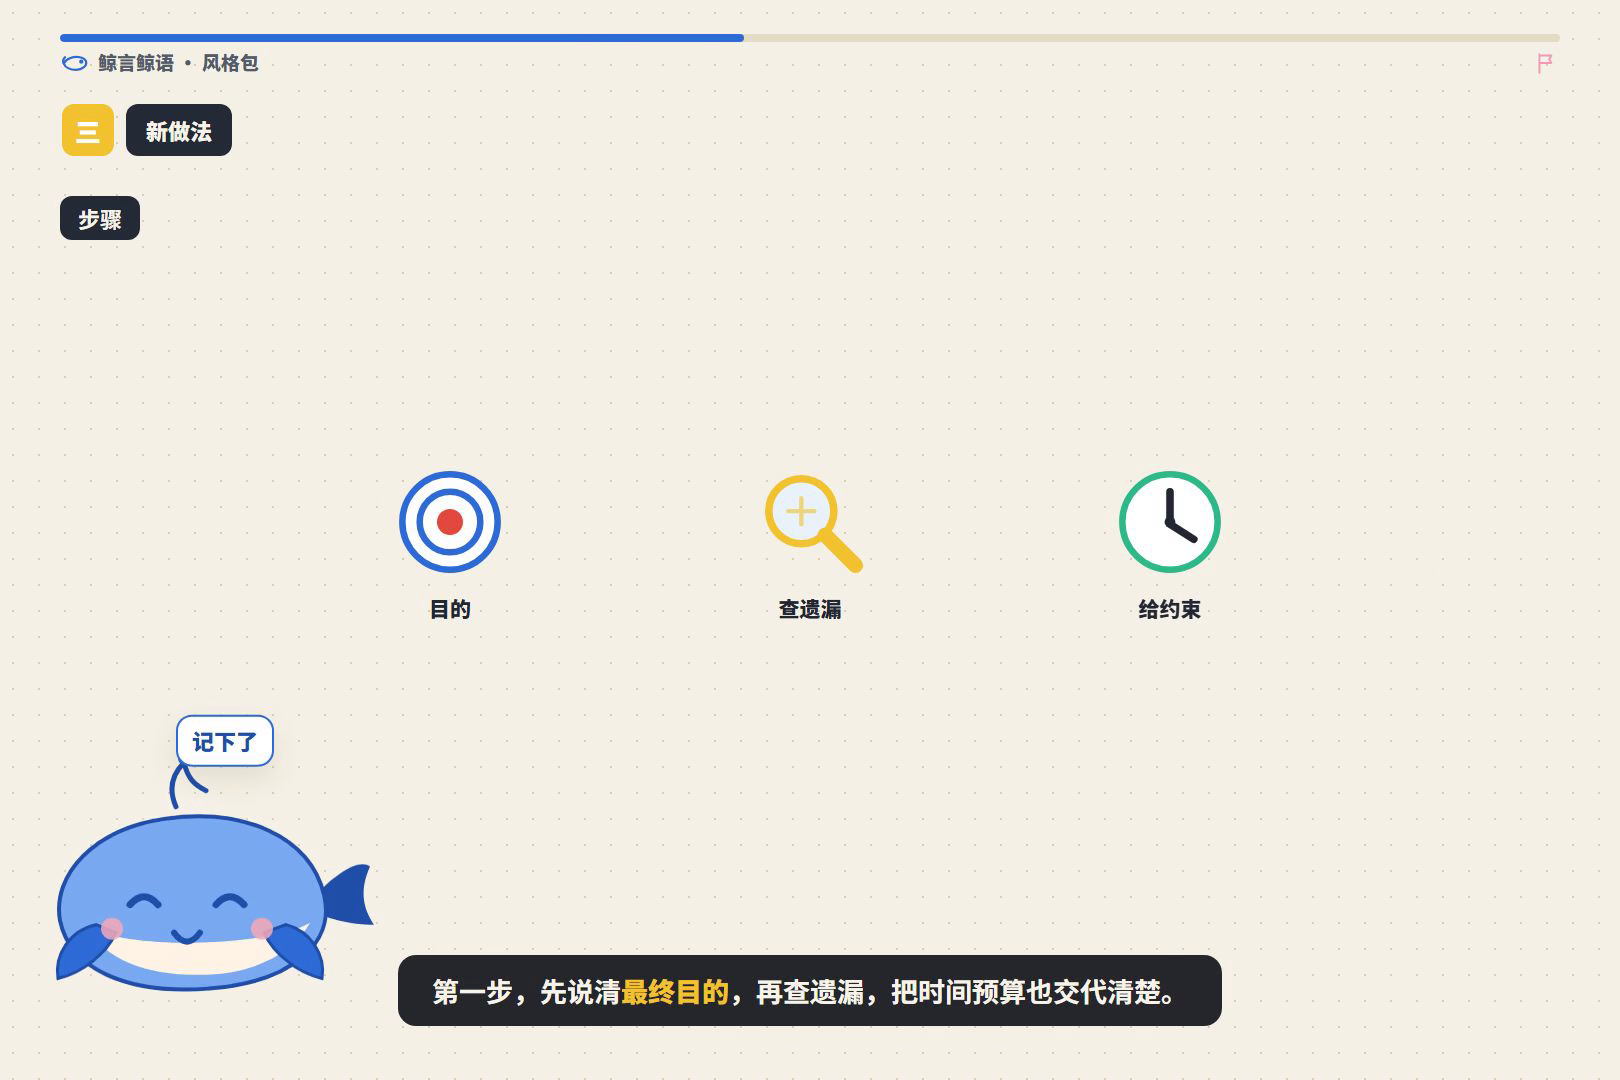 鲸言鲸语 • 风格包
三 新做法
步骤
目的 查遗漏 给约束
记下了
第一步，先说清最终目的，再查遗漏，把时间预算也交代清楚。